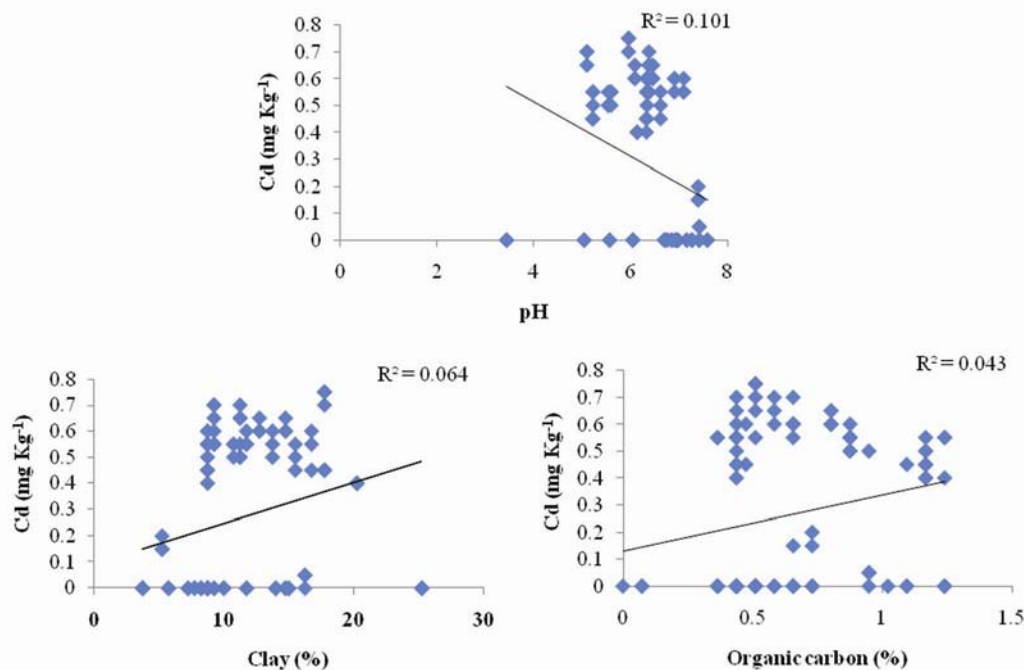 R² = 0.101
Cd (mg Kg⁻¹)
0.8
0.7
0.6
0.5
0.4
0.3
0.2
0.1
0
0 2 4 6 8
pH
R² = 0.064
Cd (mg Kg⁻¹)
0.8
0.7
0.6
0.5
0.4
0.3
0.2
0.1
0
0 10 20 30
Clay (%)
R² = 0.043
Cd (mg Kg⁻¹)
0.8
0.7
0.6
0.5
0.4
0.3
0.2
0.1
0
0 0.5 1 1.5
Organic carbon (%)